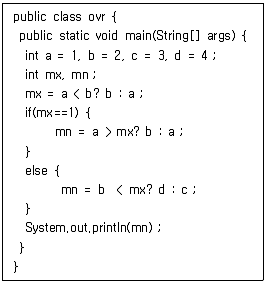 public class ovr {
public static void main(String[] args) {
int a = 1, b = 2, c = 3, d = 4 ;
int mx, mn ;
mx = a < b? b : a ;
if(mx==1) {
mn = a > mx? b : a ;
}
else {
mn = b < mx? d : c ;
}
System.out.println(mn) ;
}
}